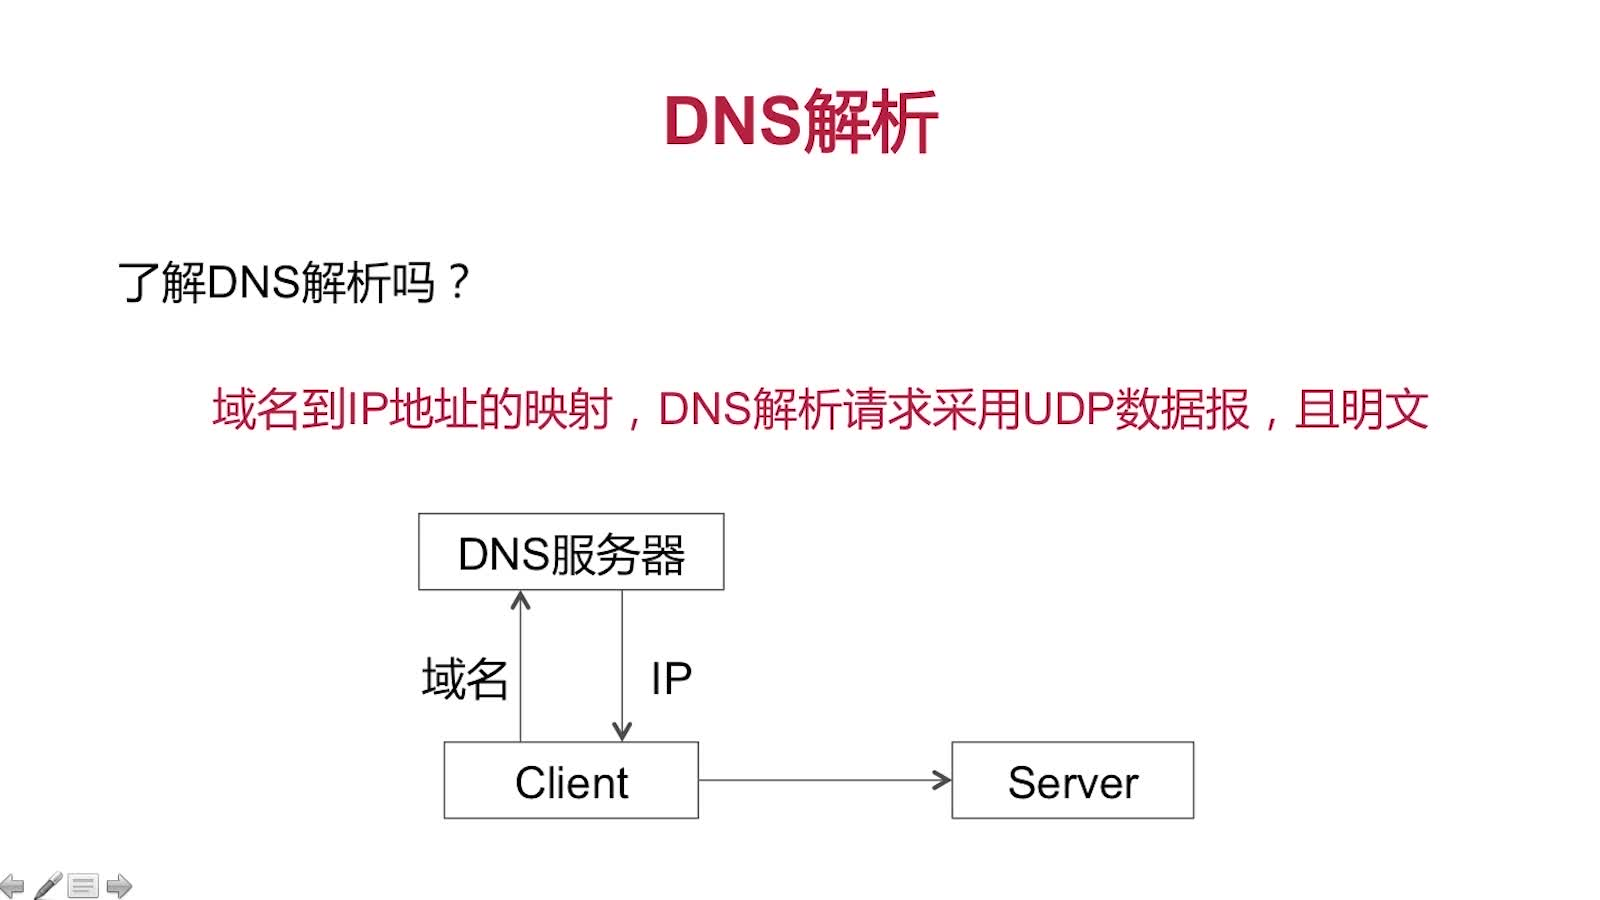 DNS解析
了解DNS解析吗？
域名到IP地址的映射，DNS解析请求采用UDP数据报，且明文
DNS服务器
域名
IP
Client
Server